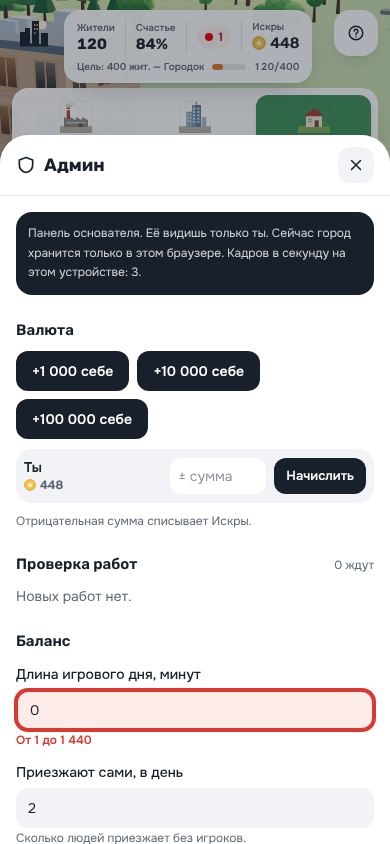 Жители Счастье Искры
120 84% 1 448
Цель: 400 жит. — Городок 120/400
Админ
Панель основателя. Её видишь только ты. Сейчас город
хранится только в этом браузере. Кадров в секунду на
этом устройстве: 3.
Валюта
+1 000 себе +10 000 себе
+100 000 себе
Ты
448 ± сумма Начислить
Отрицательная сумма списывает Искры.
Проверка работ 0 ждут
Новых работ нет.
Баланс
Длина игрового дня, минут
0
От 1 до 1 440
Приезжают сами, в день
2
Сколько людей приезжает без игроков.